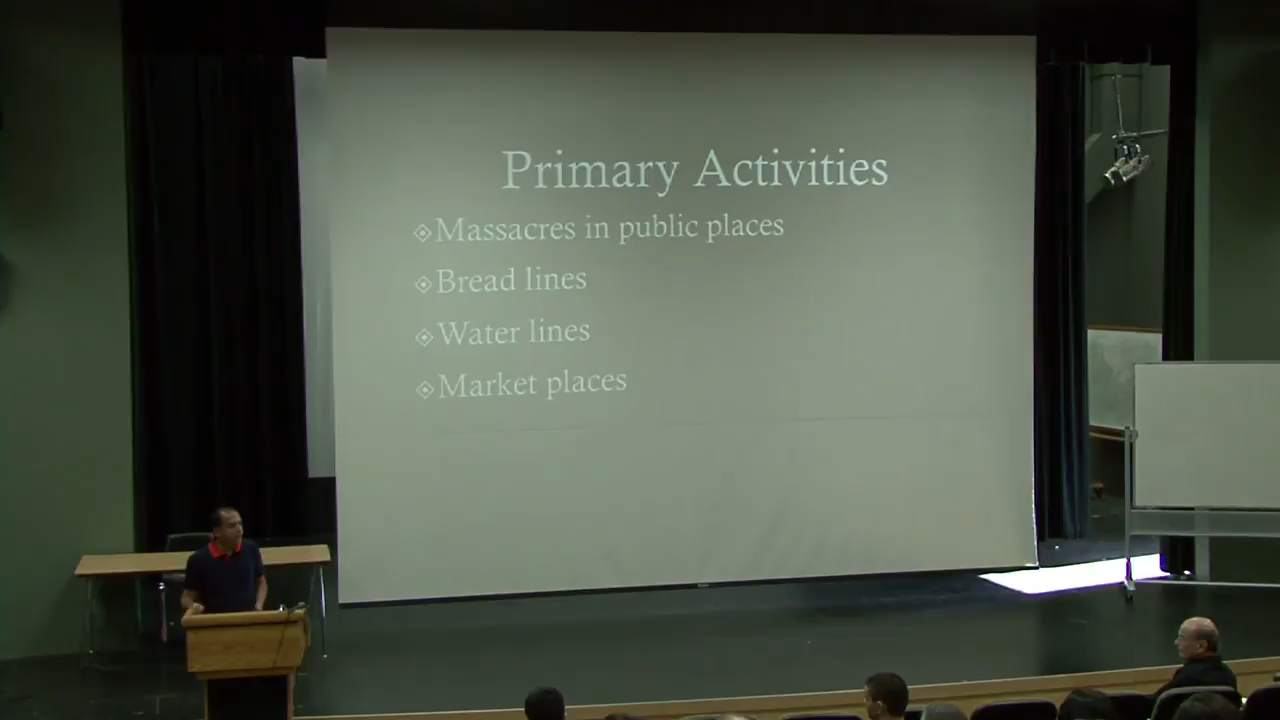 Primary Activities
Massacres in public places
Bread lines
Water lines
Market places